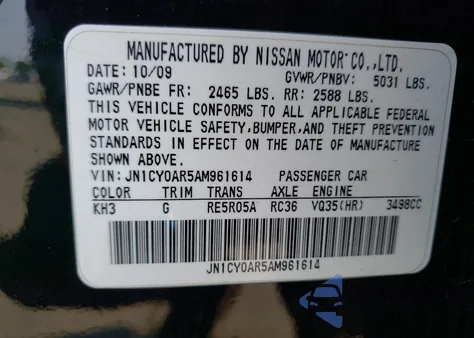 MANUFACTURED BY NISSAN MOTOR CO.,LTD.
DATE: 10/09 GVWR/PNBV: 5031 LBS.
GAWR/PNBE FR: 2465 LBS. RR: 2588 LBS.
THIS VEHICLE CONFORMS TO ALL APPLICABLE FEDERAL
MOTOR VEHICLE SAFETY,BUMPER,AND THEFT PREVENTION
STANDARDS IN EFFECT ON THE DATE OF MANUFACTURE
SHOWN ABOVE.
VIN: JN1CY0AR5AM961614 PASSENGER CAR
COLOR TRIM TRANS AXLE ENGINE
KH3 G RE5R05A RC36 VQ35(HR) 3498CC
JN1CY0AR5AM961614